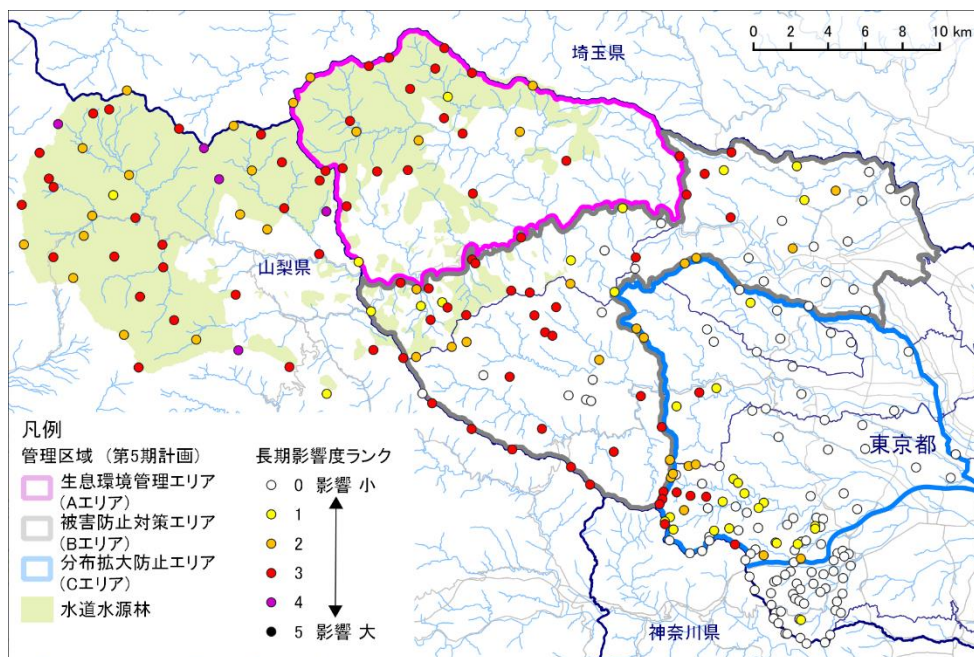 埼玉県
0 2 4 6 8 10 km
山梨県
東京都
神奈川県
凡例
管理区域（第5期計画）
生息環境管理エリア
（Aエリア）
被害防止対策エリア
（Bエリア）
分布拡大防止エリア
（Cエリア）
水道水源林
長期影響度ランク
0 影響 小
1
2
3
4
5 影響 大